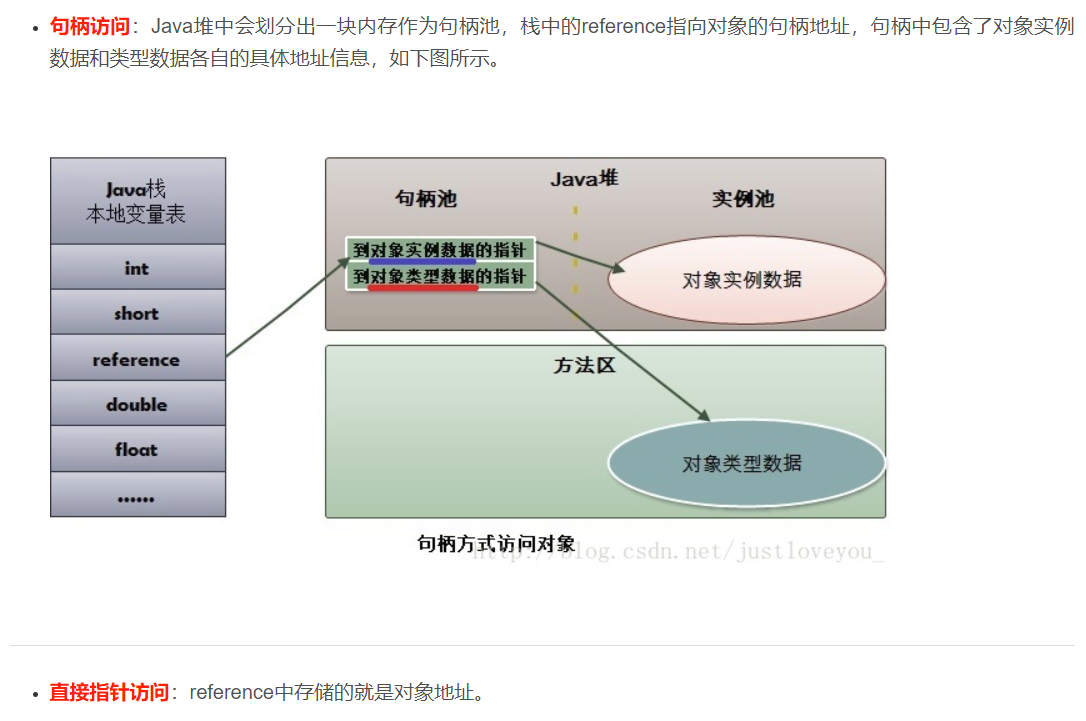 句柄访问：Java堆中会划分出一块内存作为句柄池，栈中的reference指向对象的句柄地址，句柄中包含了对象实例
数据和类型数据各自的具体地址信息，如下图所示。
Java栈
本地变量表
int
short
reference
double
float
......
Java堆
句柄池
实例池
到对象实例数据的指针
到对象类型数据的指针
对象实例数据
方法区
对象类型数据
句柄方式访问对象
http://blog.csdn.net/justloveyou_
直接指针访问：reference中存储的就是对象地址。